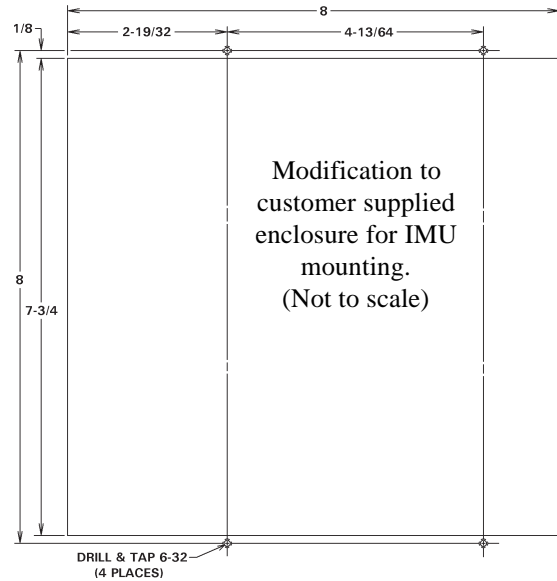 8
1/8
2-19/32
4-13/64
Modification to
customer supplied
enclosure for IMU
mounting.
(Not to scale)
8
7-3/4
DRILL & TAP 6-32
(4 PLACES)